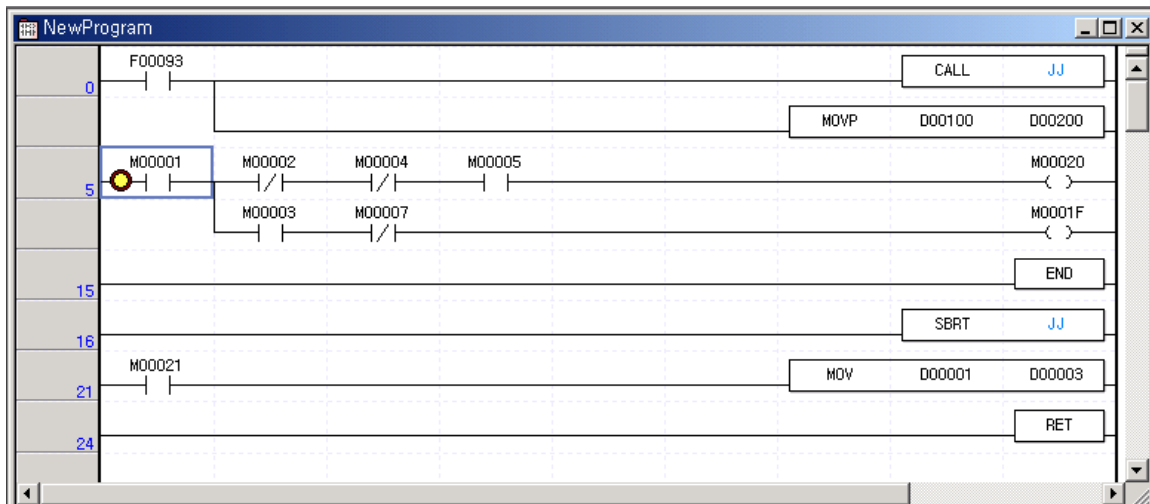 NewProgram
F00093
0
CALL JJ
MOVP D00100 D00200
M00001 M00002 M00004 M00005 M00020
5
M00003 M00007 M0001F
END
15
SBRT JJ
16
M00021
MOV D00001 D00003
21
RET
24